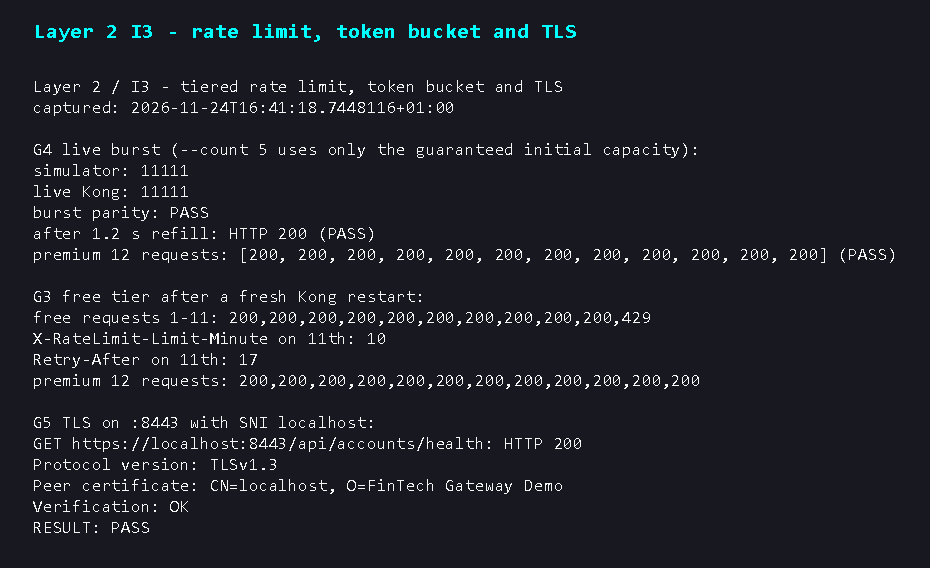 Layer 2 I3 - rate limit, token bucket and TLS
Layer 2 / I3 - tiered rate limit, token bucket and TLS
captured: 2026-11-24T16:41:18.7448116+01:00
G4 live burst (--count 5 uses only the guaranteed initial capacity):
simulator: 11111
live Kong: 11111
burst parity: PASS
after 1.2 s refill: HTTP 200 (PASS)
premium 12 requests: [200, 200, 200, 200, 200, 200, 200, 200, 200, 200, 200, 200] (PASS)
G3 free tier after a fresh Kong restart:
free requests 1-11: 200,200,200,200,200,200,200,200,200,200,429
X-RateLimit-Limit-Minute on 11th: 10
Retry-After on 11th: 17
premium 12 requests: 200,200,200,200,200,200,200,200,200,200,200,200
G5 TLS on :8443 with SNI localhost:
GET https://localhost:8443/api/accounts/health: HTTP 200
Protocol version: TLSv1.3
Peer certificate: CN=localhost, O=FinTech Gateway Demo
Verification: OK
RESULT: PASS